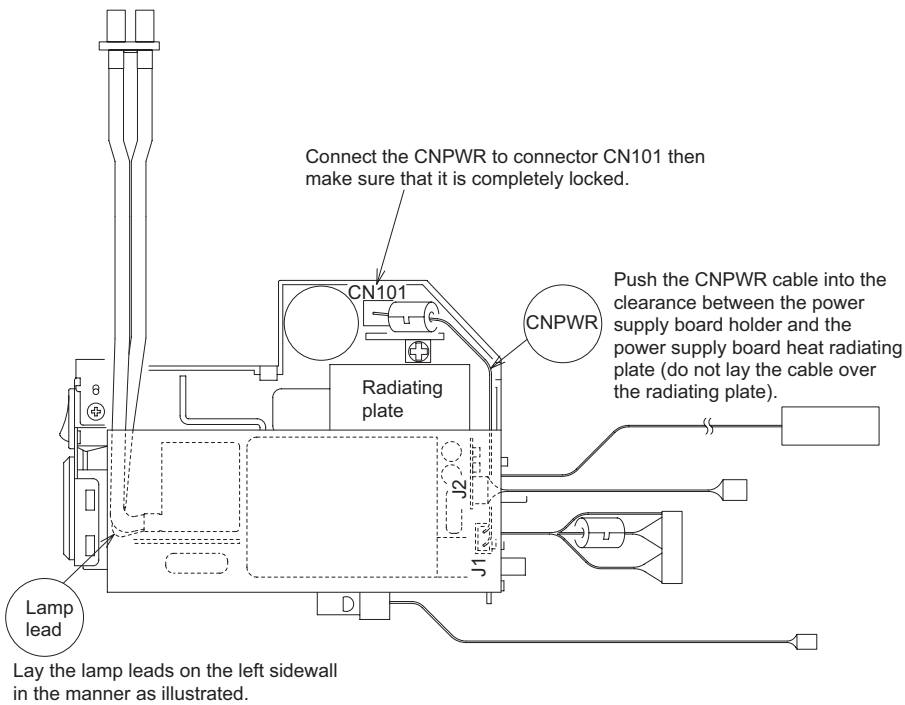 Connect the CNPWR to connector CN101 then
make sure that it is completely locked.
CN101
CNPWR
Push the CNPWR cable into the
clearance between the power
supply board holder and the
power supply board heat radiating
plate (do not lay the cable over
the radiating plate).
Radiating
plate
J2
J1
D
Lamp
lead
Lay the lamp leads on the left sidewall
in the manner as illustrated.